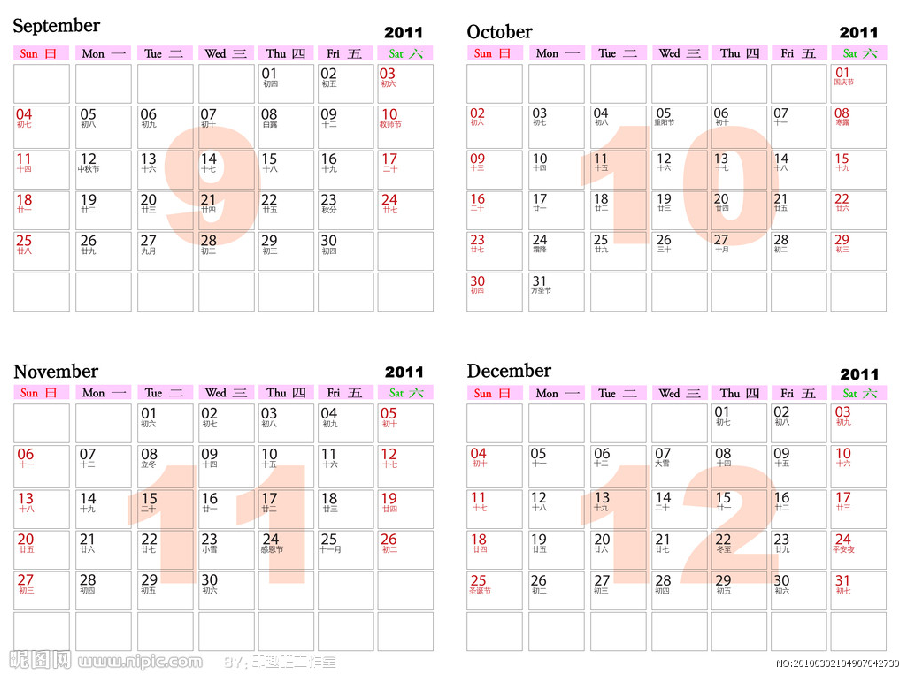 September 2011
Sun 日 Mon 一 Tue 二 Wed 三 Thu 四 Fri 五 Sat 六
01 02 03
初四 初五 初六
04 05 06 07 08 09 10
初七 初八 初九 初十 白露 十二 教师节
11 12 13 14 15 16 17
十四 中秋节 十六 十七 十八 十九 二十
18 19 20 21 22 23 24
廿一 廿二 廿三 廿四 廿五 秋分 廿七
25 26 27 28 29 30
廿八 廿九 九月 初二 初三 初四
9
October 2011
Sun 日 Mon 一 Tue 二 Wed 三 Thu 四 Fri 五 Sat 六
01
国庆节
02 03 04 05 06 07 08
初六 初七 初八 重阳节 初十 十一 寒露
09 10 11 12 13 14 15
十三 十四 十五 十六 十七 十八 十九
16 17 18 19 20 21 22
二十 廿一 廿二 廿三 廿四 廿五 廿六
23 24 25 26 27 28 29
廿七 霜降 廿九 三十 十月 初二 初三
30 31
初四 万圣节
10
November 2011
Sun 日 Mon 一 Tue 二 Wed 三 Thu 四 Fri 五 Sat 六
01 02 03 04 05
初六 初七 初八 初九 初十
06 07 08 09 10 11 12
十一 十二 立冬 十四 十五 十六 十七
13 14 15 16 17 18 19
十八 十九 二十 廿一 廿二 廿三 廿四
20 21 22 23 24 25 26
廿五 廿六 廿七 小雪 感恩节 十一月 初二
27 28 29 30
初三 初四 初五 初六
11
December 2011
Sun 日 Mon 一 Tue 二 Wed 三 Thu 四 Fri 五 Sat 六
01 02 03
初七 初八 初九
04 05 06 07 08 09 10
初十 十一 十二 大雪 十四 十五 十六
11 12 13 14 15 16 17
十七 十八 十九 二十 十一 廿二 廿三
18 19 20 21 22 23 24
廿四 廿五 廿六 廿七 冬至 廿九 平安夜
25 26 27 28 29 30 31
圣诞节 初二 初三 初四 初五 初六 初七
12
昵图网 www.nipic.com BY: